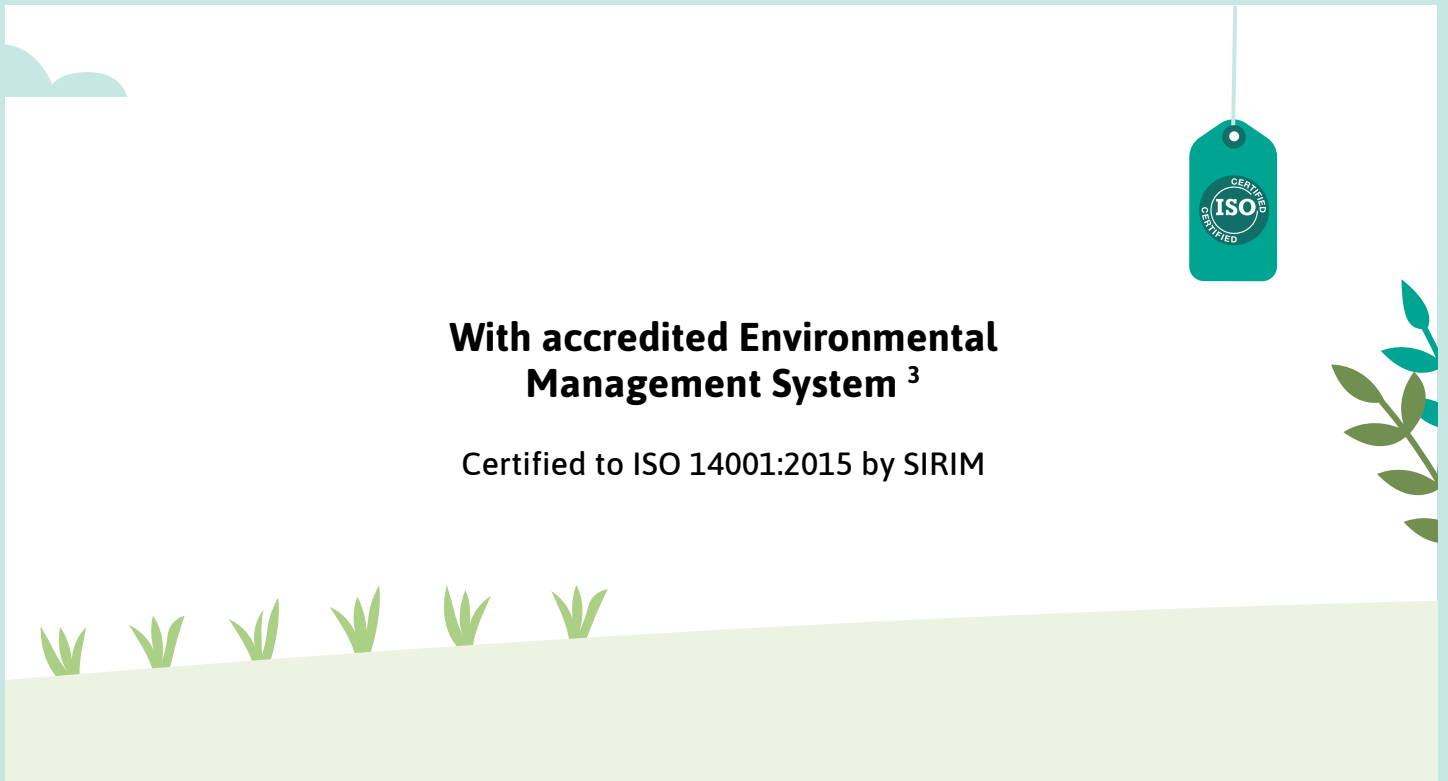 CERTIFIED
ISO
CERTIFIED
With accredited Environmental
Management System ³
Certified to ISO 14001:2015 by SIRIM